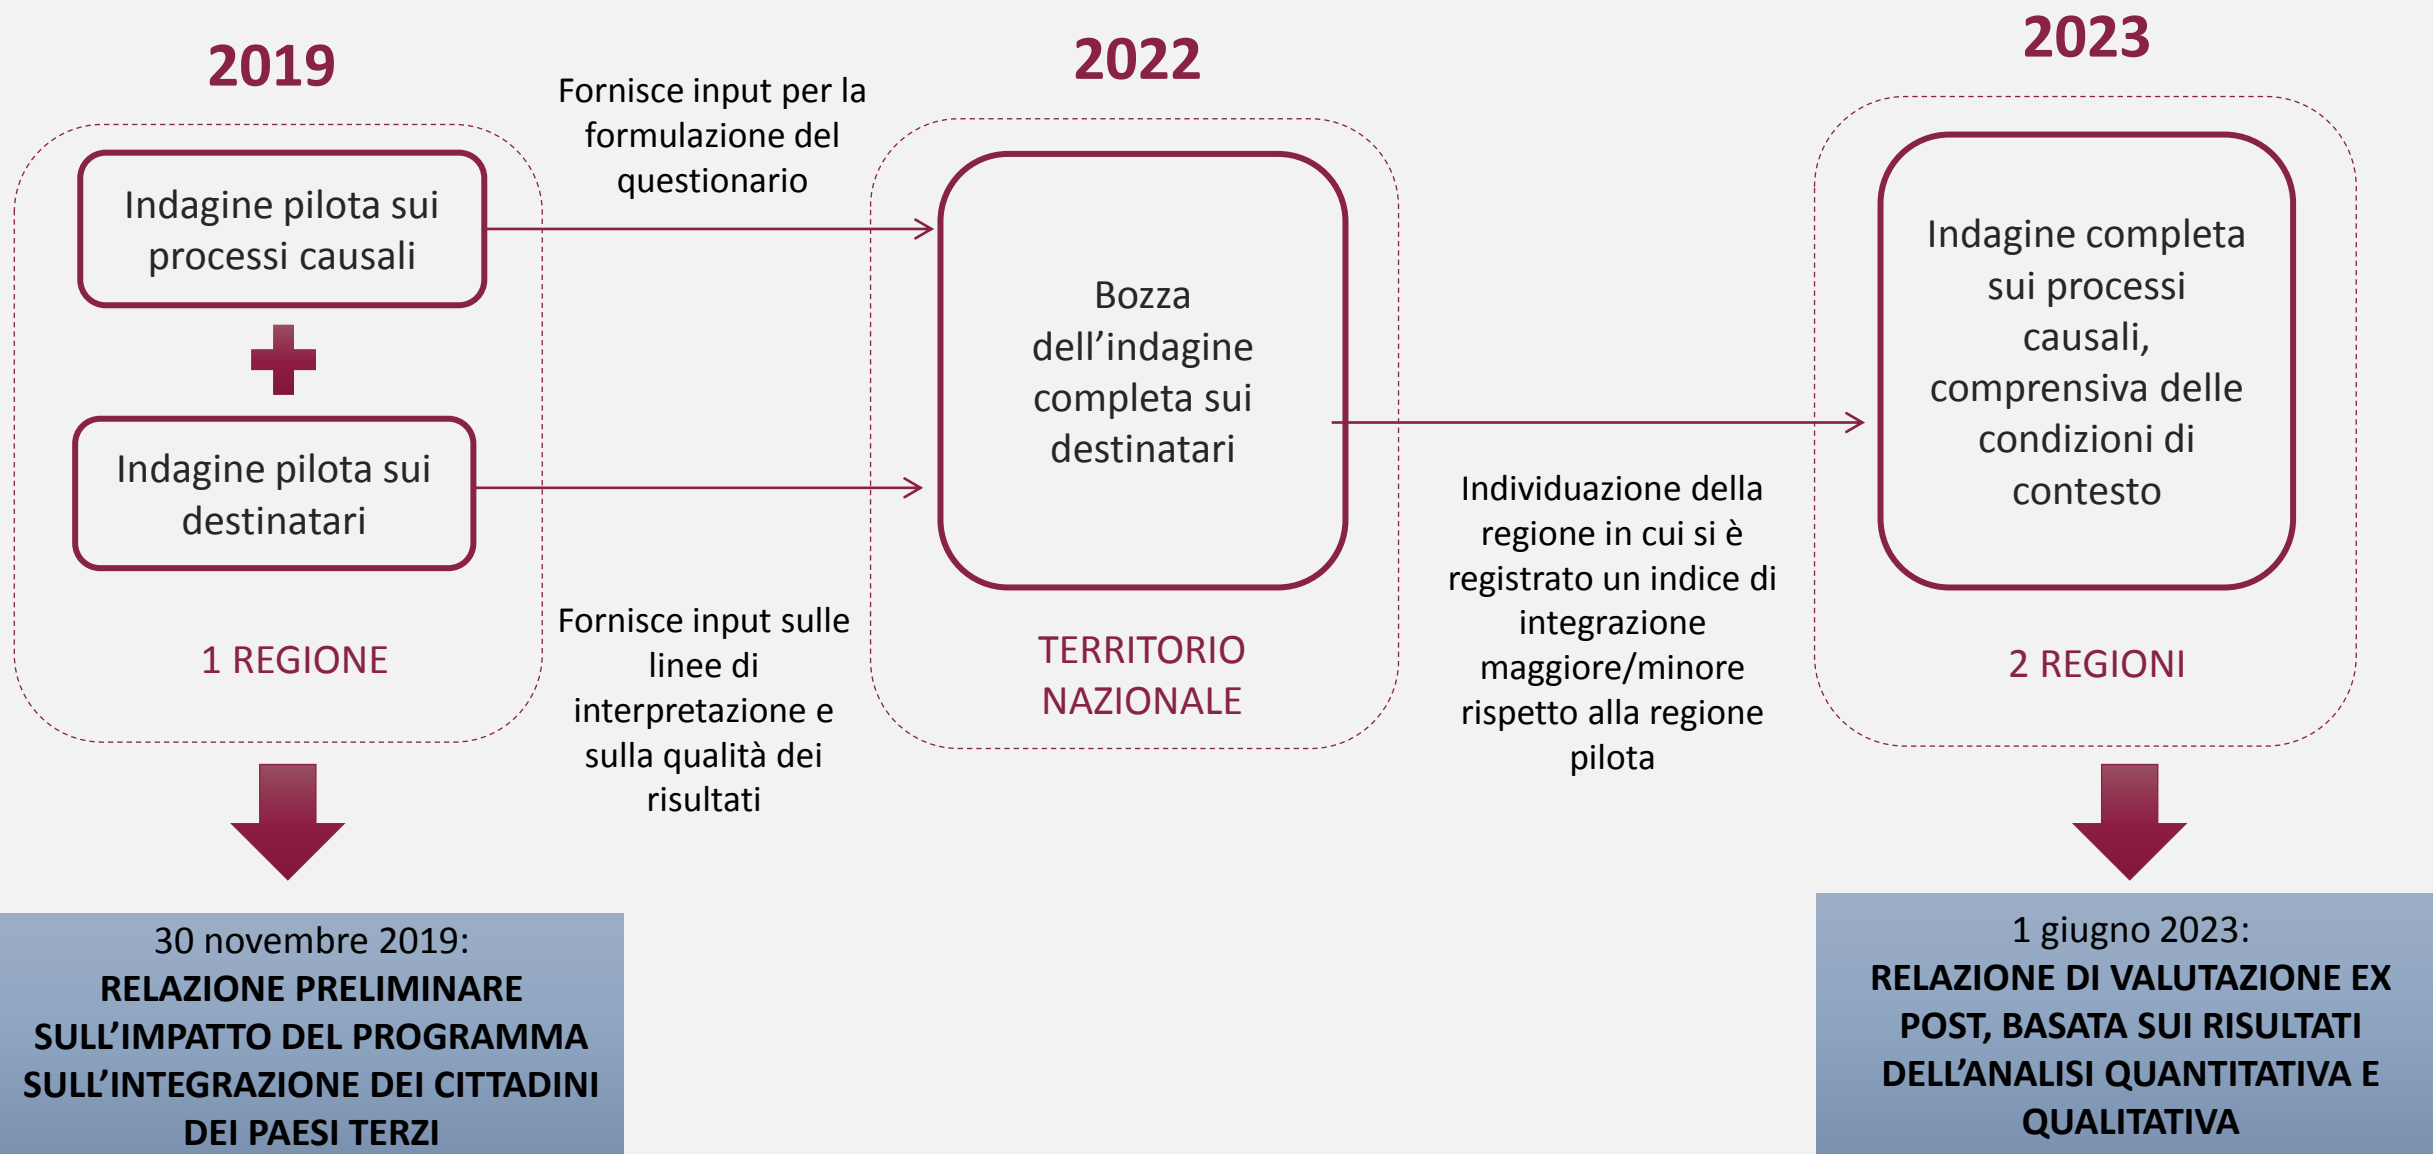 2019
Indagine pilota sui
processi causali
Indagine pilota sui
destinatari
1 REGIONE
30 novembre 2019:
RELAZIONE PRELIMINARE
SULL’IMPATTO DEL PROGRAMMA
SULL’INTEGRAZIONE DEI CITTADINI
DEI PAESI TERZI
Fornisce input per la
formulazione del
questionario
Fornisce input sulle
linee di
interpretazione e
sulla qualità dei
risultati
2022
Bozza
dell’indagine
completa sui
destinatari
TERRITORIO
NAZIONALE
Individuazione della
regione in cui si è
registrato un indice di
integrazione
maggiore/minore
rispetto alla regione
pilota
2023
Indagine completa
sui processi
causali,
comprensiva delle
condizioni di
contesto
2 REGIONI
1 giugno 2023:
RELAZIONE DI VALUTAZIONE EX
POST, BASATA SUI RISULTATI
DELL’ANALISI QUANTITATIVA E
QUALITATIVA